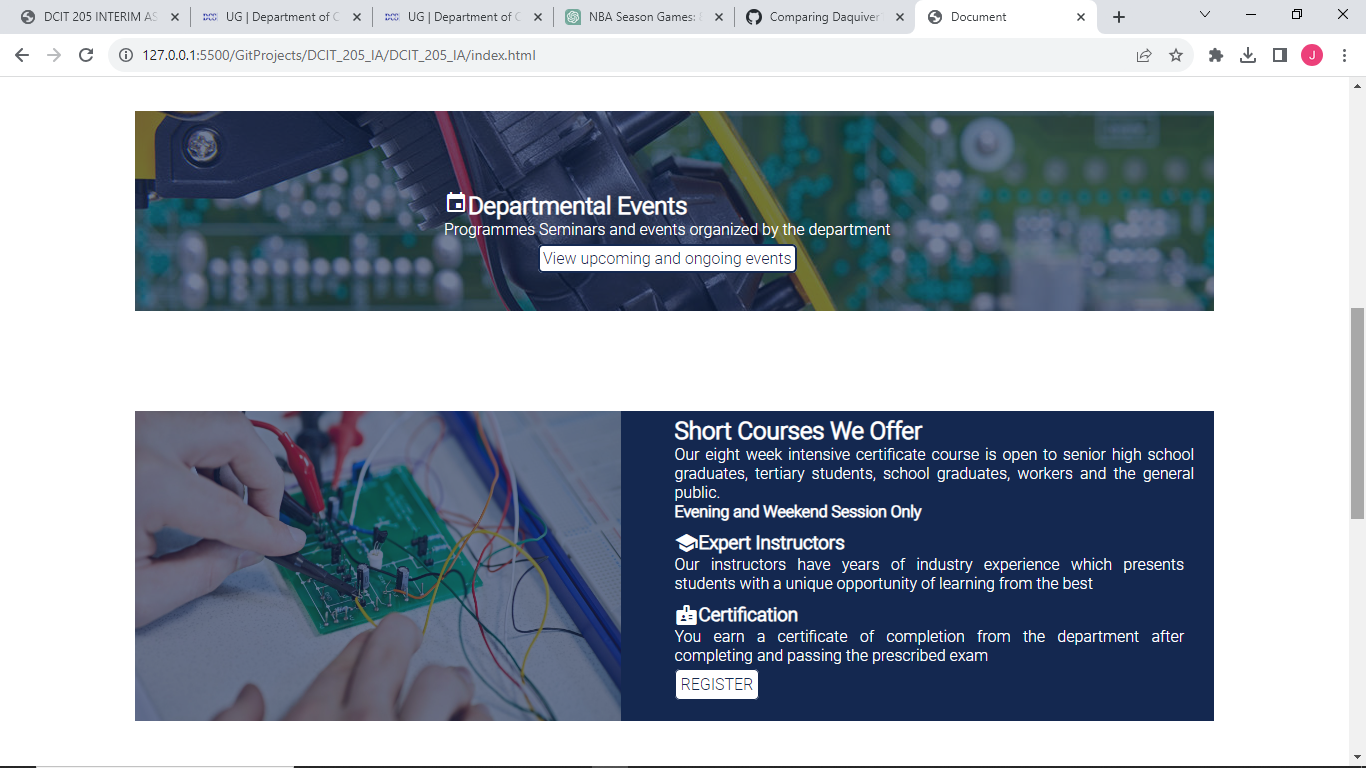 DCIT 205 INTERIM AS
UG | Department of C
UG | Department of C
NBA Season Games:
Comparing Daquiver
Document
127.0.0.1:5500/GitProjects/DCIT_205_IA/DCIT_205_IA/index.html
J
Departmental Events
Programmes Seminars and events organized by the department
View upcoming and ongoing events
Short Courses We Offer
Our eight week intensive certificate course is open to senior high school
graduates, tertiary students, school graduates, workers and the general
public.
Evening and Weekend Session Only
Expert Instructors
Our instructors have years of industry experience which presents
students with a unique opportunity of learning from the best
Certification
You earn a certificate of completion from the department after
completing and passing the prescribed exam
REGISTER